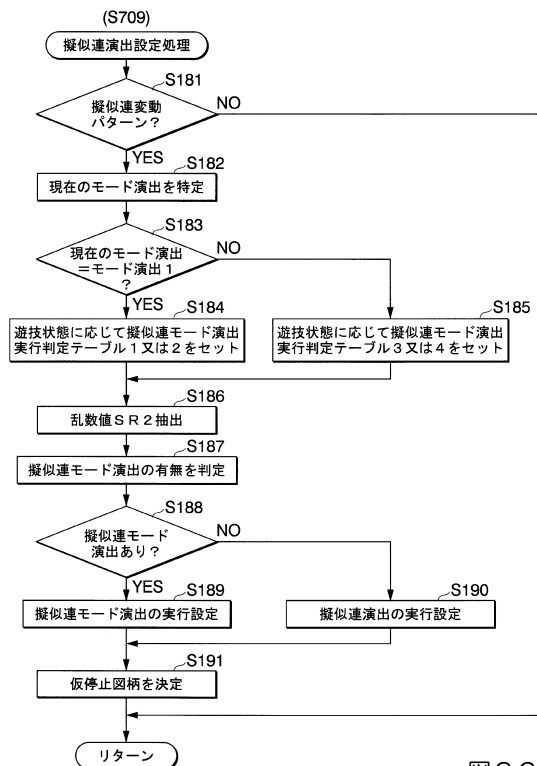 (S709)
擬似連演出設定処理
S181
擬似連変動
パターン?
NO
YES
S182
現在のモード演出を特定
S183
現在のモード演出
=モード演出1
?
NO
YES
S184
遊技状態に応じて擬似連モード演出
実行判定テーブル1又は2をセット
S185
遊技状態に応じて擬似連モード演出
実行判定テーブル3又は4をセット
S186
乱数値SR2抽出
S187
擬似連モード演出の有無を判定
S188
擬似連モード
演出あり?
NO
YES
S189
擬似連モード演出の実行設定
S190
擬似連演出の実行設定
S191
仮停止図柄を決定
リターン